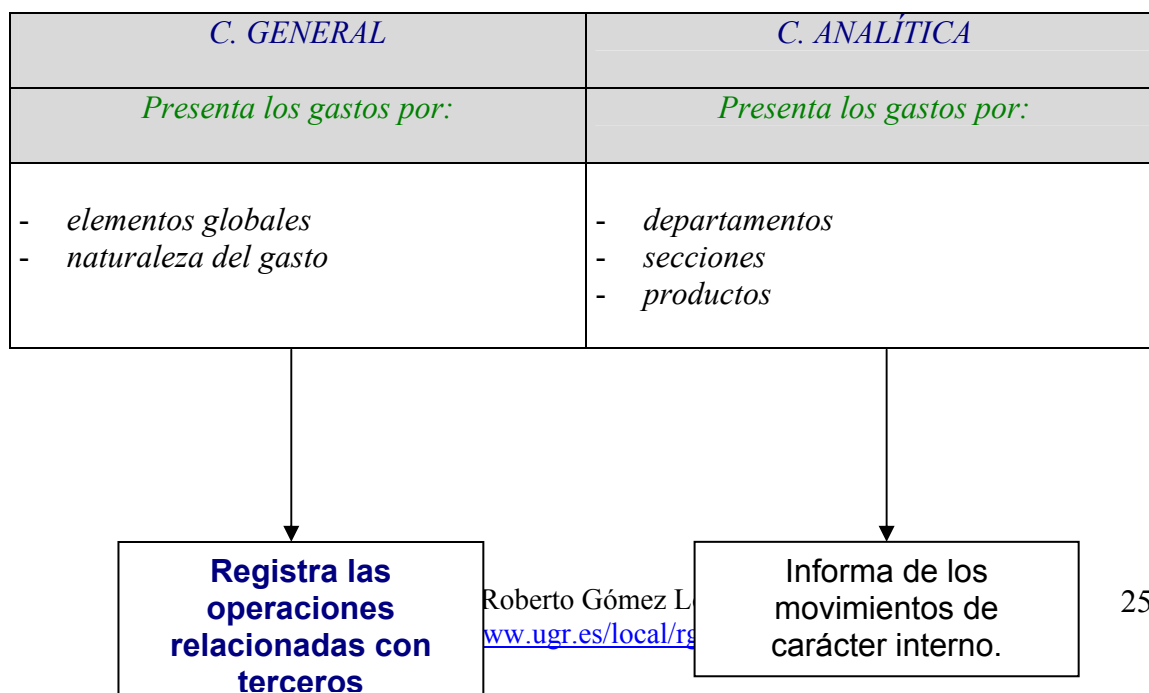 C. GENERAL
C. ANALÍTICA
Presenta los gastos por:
Presenta los gastos por:
- elementos globales
- naturaleza del gasto
- departamentos
- secciones
- productos
Registra las
operaciones
relacionadas con
terceros
Roberto Gómez
ww.ugr.es/local/
Informa de los
movimientos de
carácter interno.
25